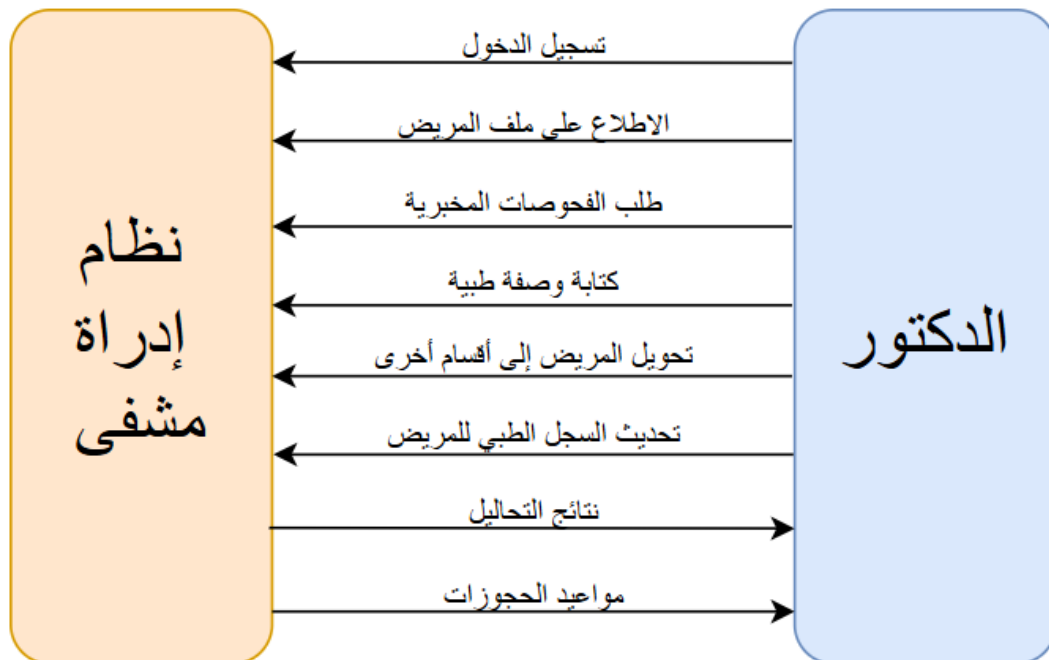 تسجيل الدخول
الاطلاع على ملف المريض
طلب الفحوصات المخبرية
كتابة وصفة طبية
تحويل المريض إلى أقسام أخرى
تحديث السجل الطبي للمريض
نتائج التحاليل
مواعيد الحجوزات
الدكتور
نظام
إدراة
مشفى